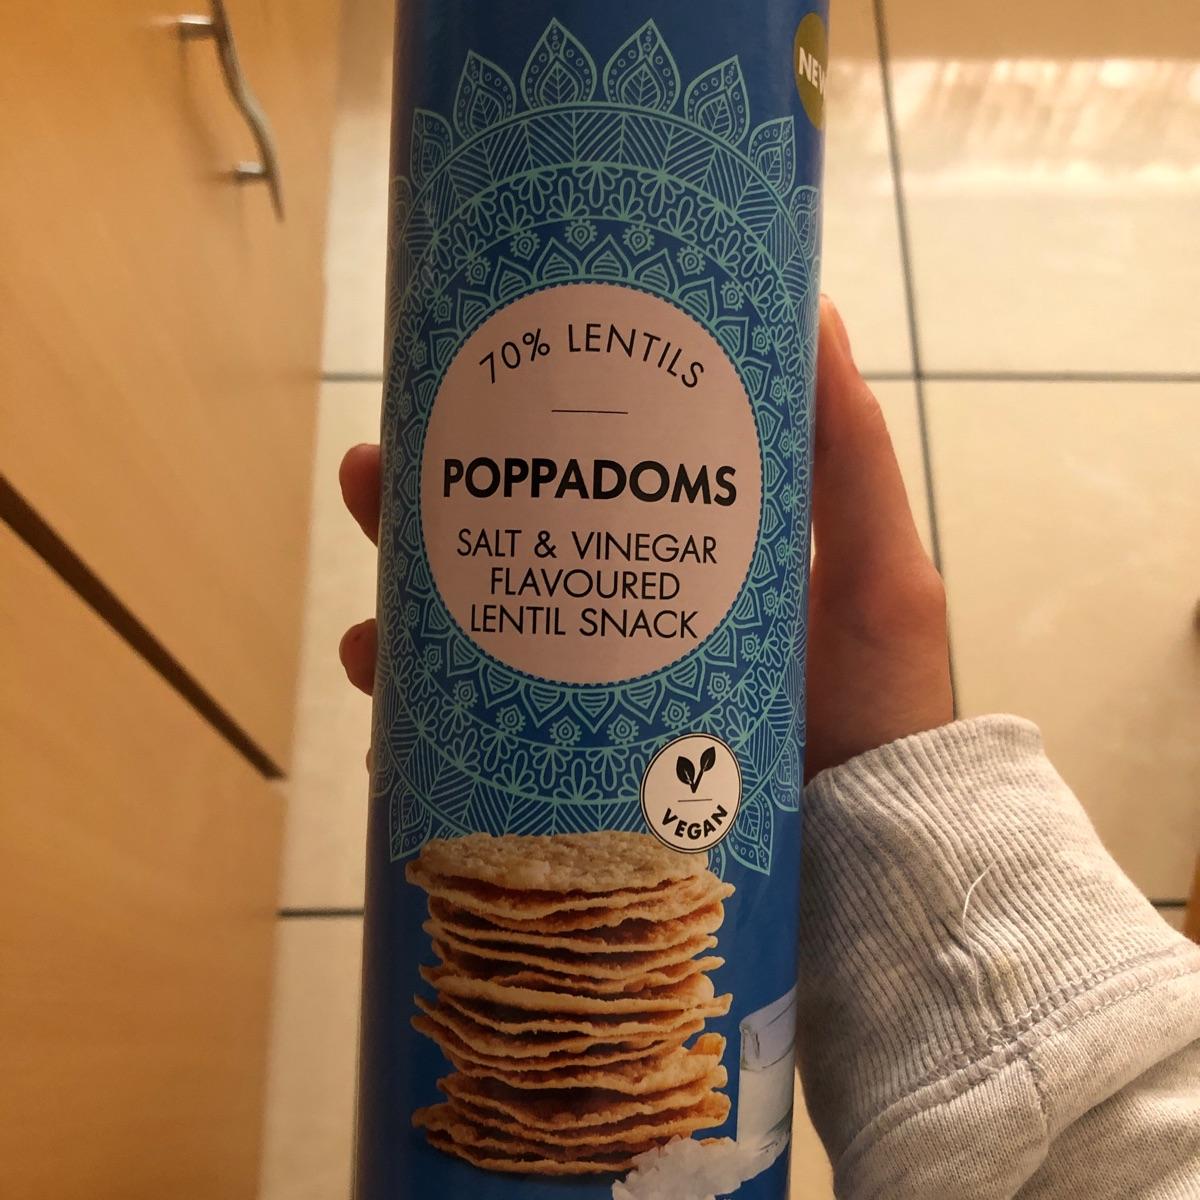 NEW
70% LENTILS
POPPADOMS
SALT & VINEGAR
FLAVOURED
LENTIL SNACK
VEGAN